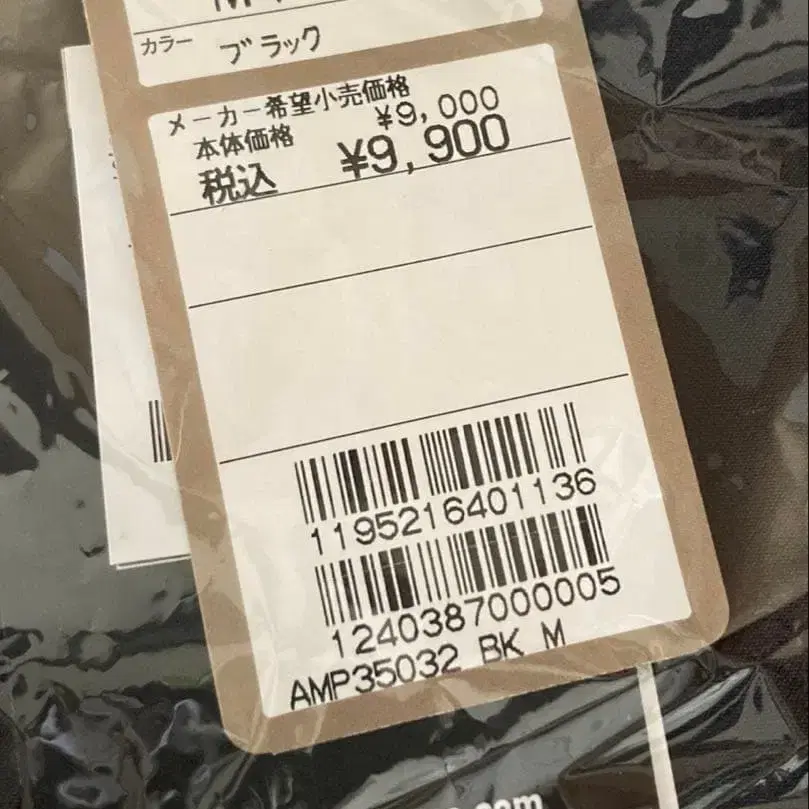 カラー ブラック
メーカー希望小売価格
本体価格 ¥9,000
税込 ¥9,900
1195216401136
1240387000005
AMP35032 BK M